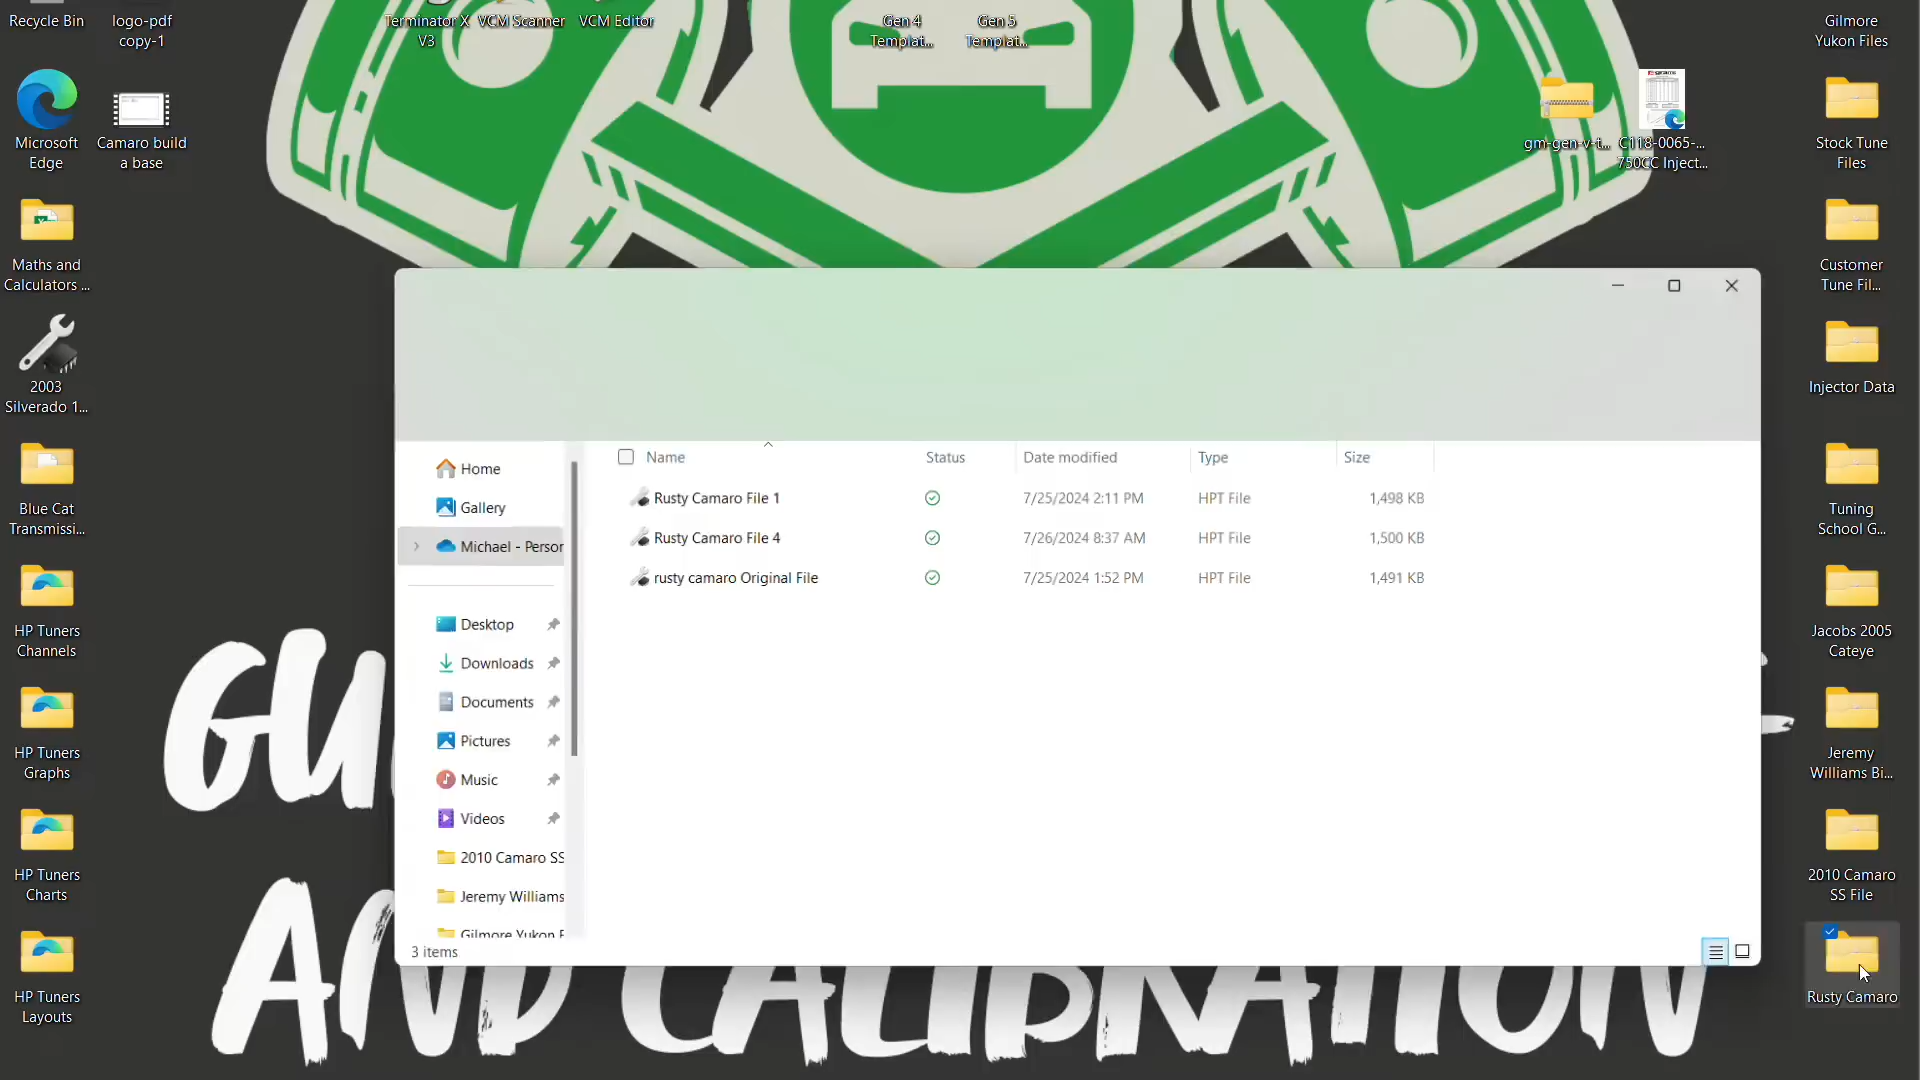 Recycle Bin
logo-pdf
copy-1
Terminator X
V3
VCM Scanner
VCM Editor
Gen 4
Templat...
Gen 5
Templat...
Gilmore
Yukon Files
Microsoft
Edge
Camaro build
a base
gm-gen-v-t...
C118-0065-...
750CC Inject...
Stock Tune
Files
Maths and
Calculators ...
Customer
Tune Fil...
2003
Silverado 1...
Injector Data
Blue Cat
Transmissi...
Tuning
School G...
HP Tuners
Channels
Jacobs 2005
Cateye
HP Tuners
Graphs
Jeremy
Williams Bi...
HP Tuners
Charts
2010 Camaro
SS File
HP Tuners
Layouts
Rusty Camaro
Home
Gallery
Michael - Person
Desktop
Downloads
Documents
Pictures
Music
Videos
2010 Camaro SS
Jeremy Williams
Gilmore Yukon F
Name Status Date modified Type Size
Rusty Camaro File 1 7/25/2024 2:11 PM HPT File 1,498 KB
Rusty Camaro File 4 7/26/2024 8:37 AM HPT File 1,500 KB
rusty camaro Original File 7/25/2024 1:52 PM HPT File 1,491 KB
3 items
GU
AND CALIBRATION